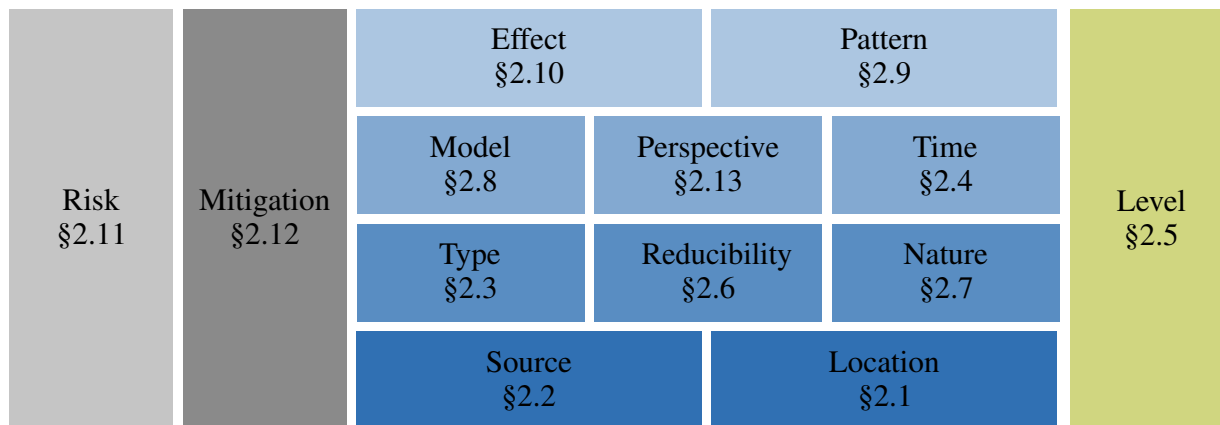 Effect
§2.10
Pattern
§2.9
Model
§2.8
Perspective
§2.13
Time
§2.4
Risk
§2.11
Mitigation
§2.12
Level
§2.5
Type
§2.3
Reducibility
§2.6
Nature
§2.7
Source
§2.2
Location
§2.1